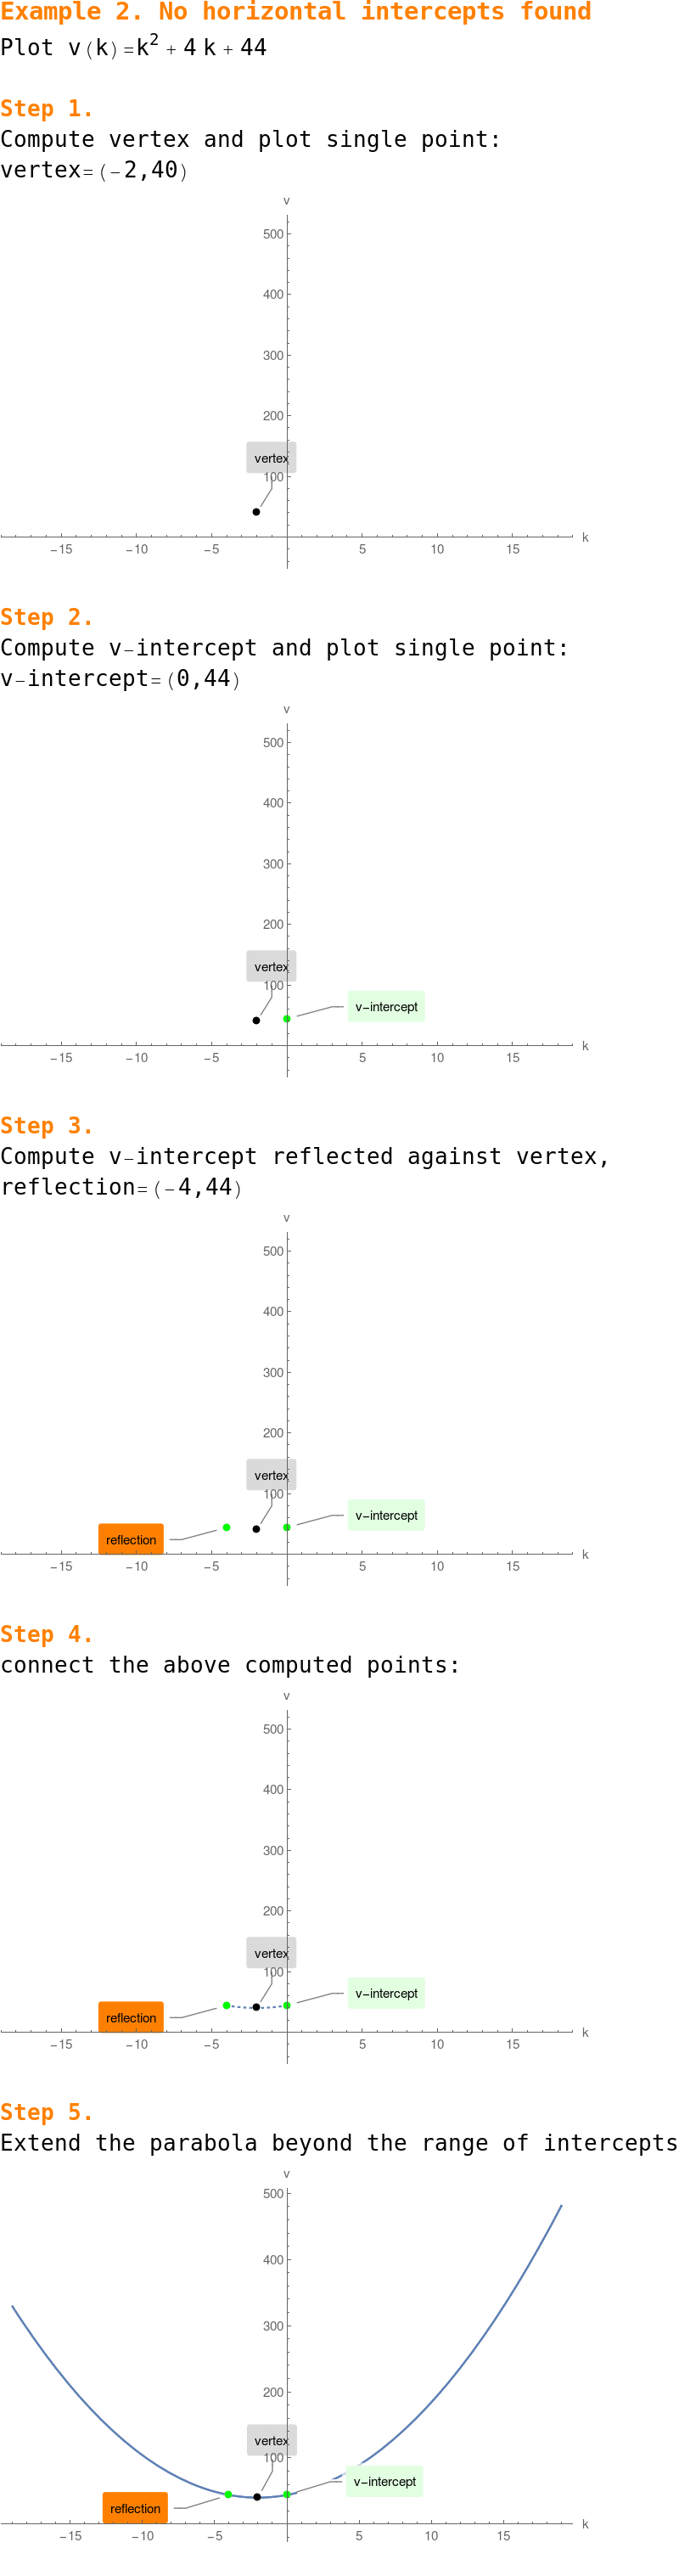 Example 2. No horizontal intercepts found
Plot v(k)=k² + 4 k + 44
Step 1.
Compute vertex and plot single point:
vertex=(-2,40)
v
500
400
300
200
vertex
100
-15 -10 -5 5 10 15 k
Step 2.
Compute v-intercept and plot single point:
v-intercept=(0,44)
v
500
400
300
200
vertex
100
v-intercept
-15 -10 -5 5 10 15 k
Step 3.
Compute v-intercept reflected against vertex,
reflection=(-4,44)
v
500
400
300
200
vertex
100
v-intercept
reflection
-15 -10 -5 5 10 15 k
Step 4.
connect the above computed points:
v
500
400
300
200
vertex
100
v-intercept
reflection
-15 -10 -5 5 10 15 k
Step 5.
Extend the parabola beyond the range of intercepts
v
500
400
300
200
vertex
100
v-intercept
reflection
-15 -10 -5 5 10 15 k